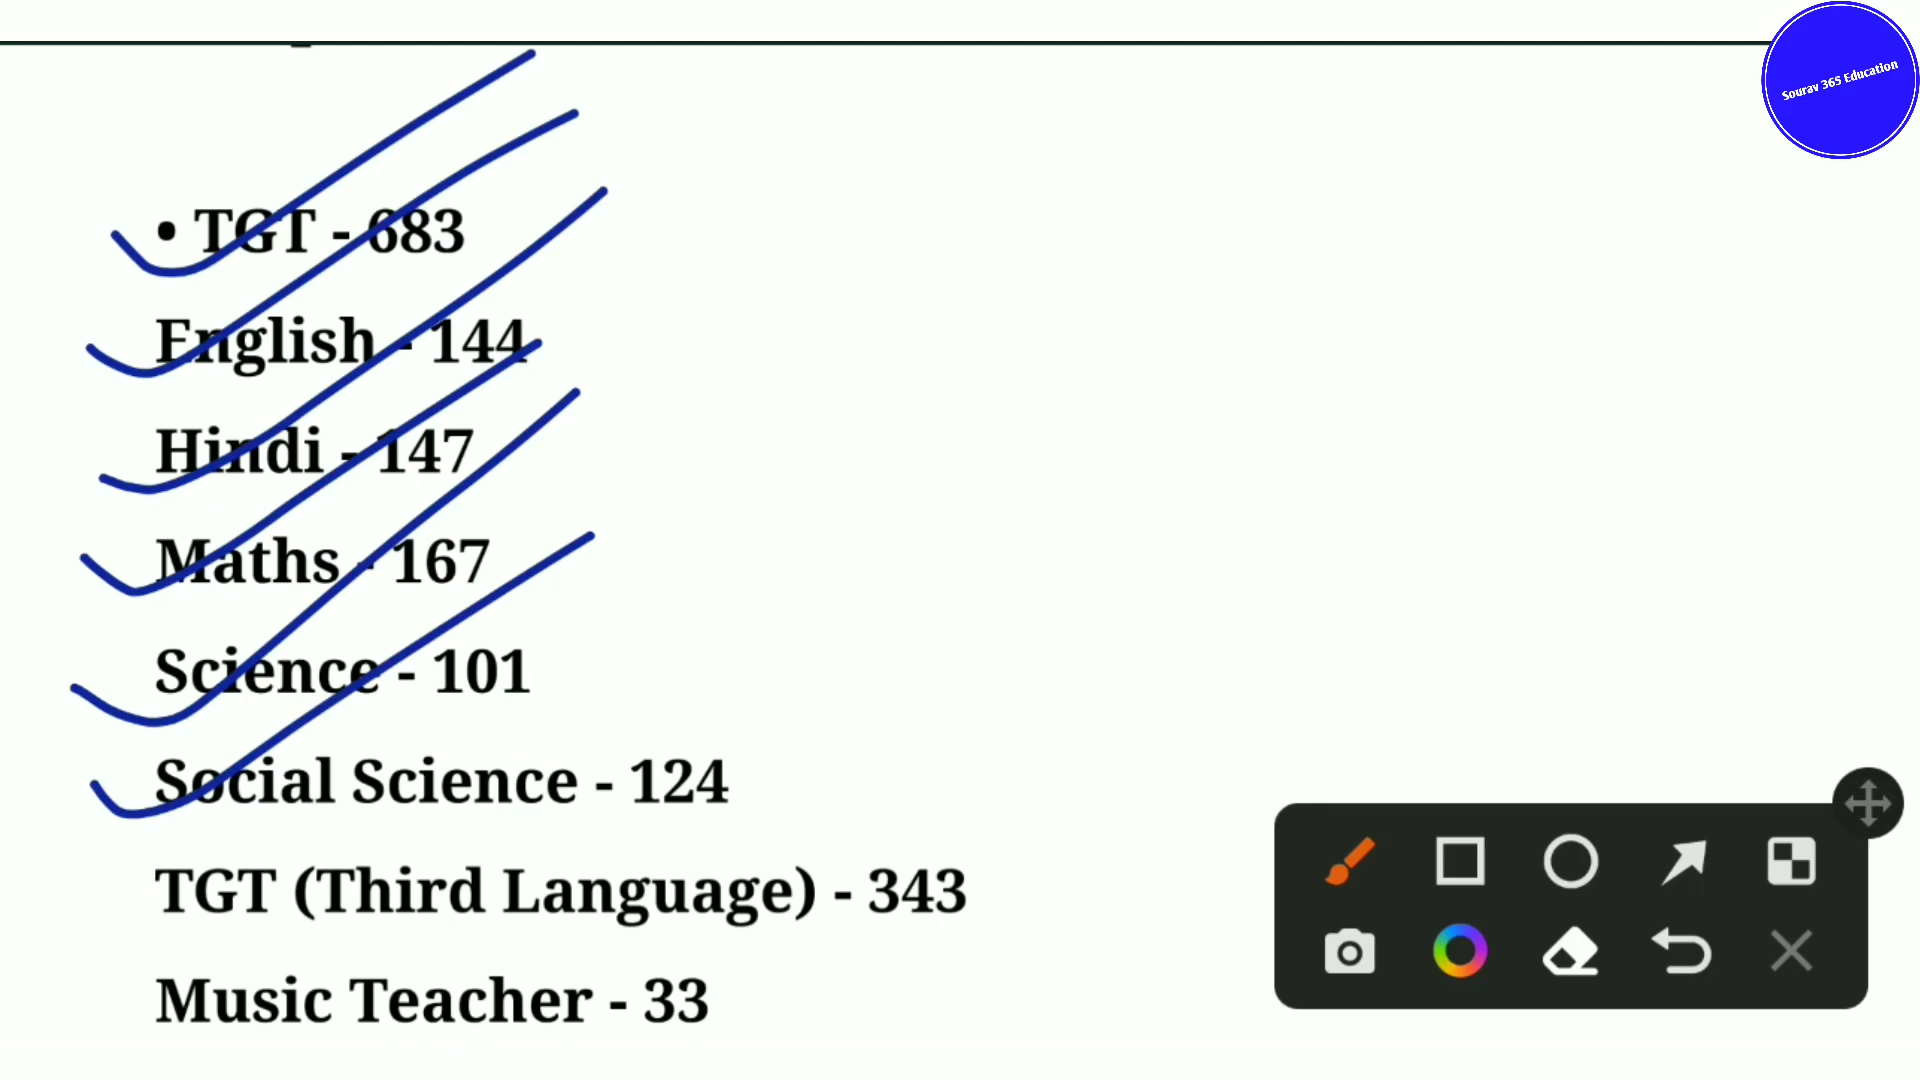 Sourav 365 Education
• TGT - 683
English - 144
Hindi - 147
Maths - 167
Science - 101
Social Science - 124
TGT (Third Language) - 343
Music Teacher - 33